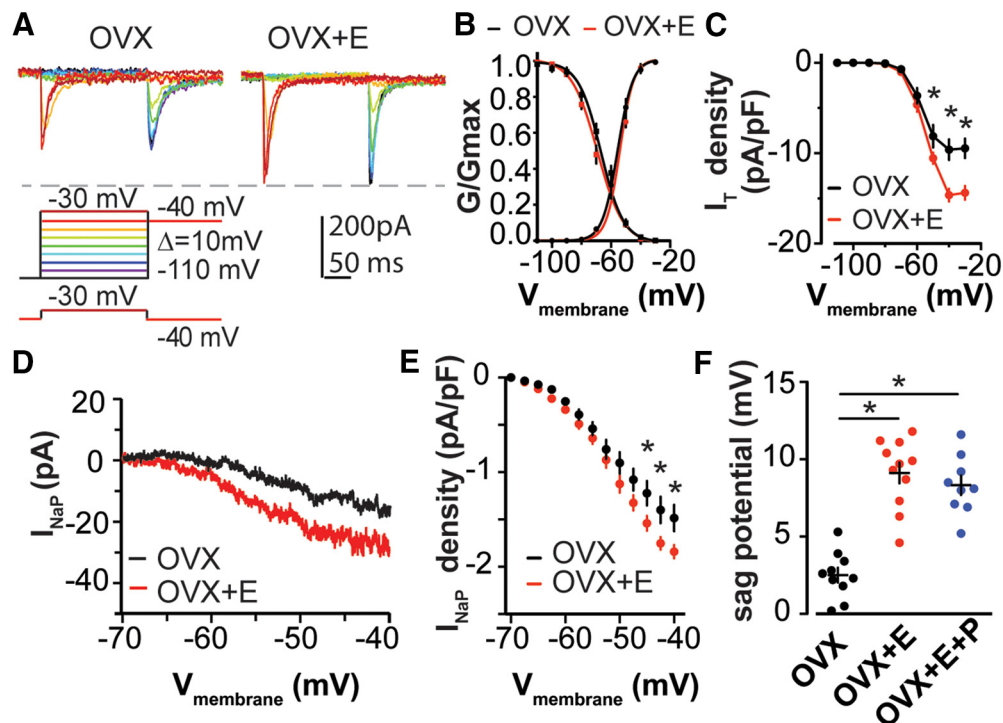 A
OVX
OVX+E
-30 mV
-40 mV
Δ=10mV
-110 mV
200pA
50 ms
-30 mV
-40 mV
B
OVX
OVX+E
G/Gmax
1.0
0.8
0.6
0.4
0.2
0.0
-100
-60
-20
Vmembrane (mV)
C
IT density
(pA/pF)
0
-10
-20
*
*
*
OVX
OVX+E
-100
-60
-20
Vmembrane (mV)
D
INaP (pA)
20
0
-20
-40
OVX
OVX+E
-70
-60
-50
-40
Vmembrane (mV)
E
INaP density (pA/pF)
0
-1
-2
*
*
*
OVX
OVX+E
-70
-60
-50
-40
Vmembrane (mV)
F
sag potential (mV)
15
10
5
0
*
*
OVX
OVX+E
OVX+E+P